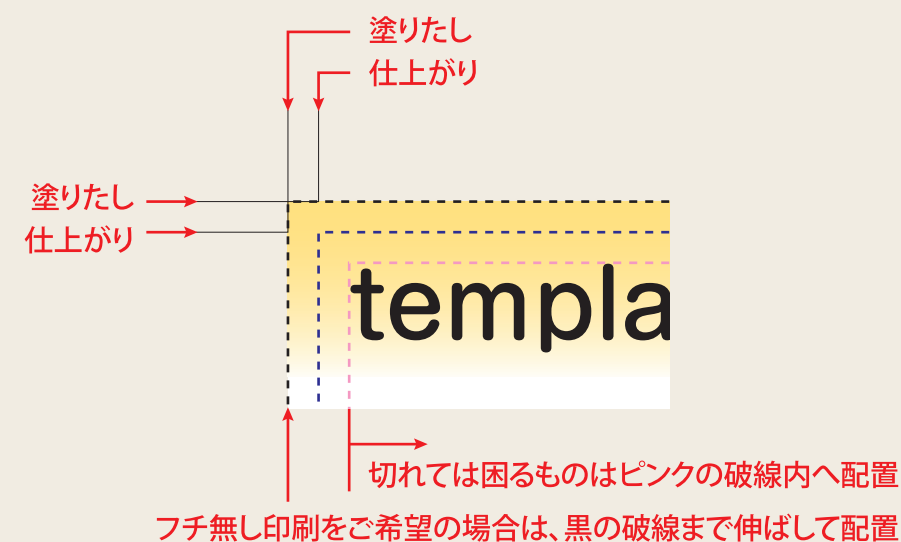 塗りたし
仕上がり
塗りたし
仕上がり
templa
切れては困るものはピンクの破線内へ配置
フチ無し印刷をご希望の場合は、黒の破線まで伸ばして配置